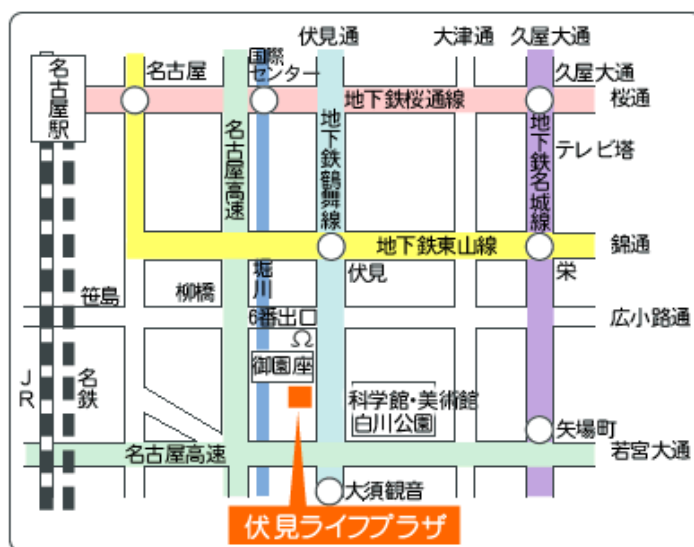 伏見通
大津通
久屋大通
名古屋駅
名古屋
国際
センター
久屋大通
地下鉄桜通線
桜通
名古屋高速
地下鉄鶴舞線
地下鉄名城線
テレビ塔
地下鉄東山線
錦通
堀川
伏見
栄
笹島
柳橋
6番出口
広小路通
御園座
JR
名鉄
科学館・美術館
白川公園
矢場町
名古屋高速
若宮大通
大須観音
伏見ライフプラザ